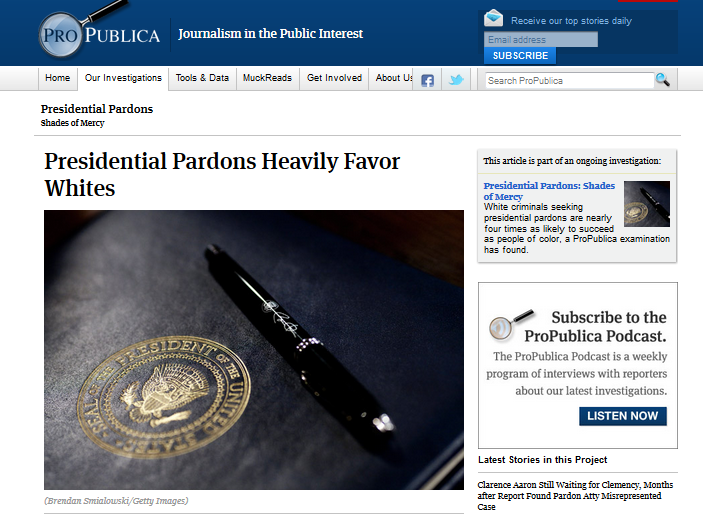 PRO PUBLICA
Journalism in the Public Interest
Receive our top stories daily
Email address
SUBSCRIBE
Home
Our Investigations
Tools & Data
MuckReads
Get Involved
About Us
Search ProPublica
Presidential Pardons
Shades of Mercy
Presidential Pardons Heavily Favor
Whites
SEAL OF THE PRESIDENT OF THE UNITED STATES
(Brendan Smialowski/Getty Images)
This article is part of an ongoing investigation:
Presidential Pardons: Shades
of Mercy
White criminals seeking
presidential pardons are nearly
four times as likely to succeed
as people of color, a ProPublica examination
has found.
Subscribe to the
ProPublica Podcast.
The ProPublica Podcast is a weekly
program of interviews with reporters
about our latest investigations.
LISTEN NOW
Latest Stories in this Project
Clarence Aaron Still Waiting for Clemency, Months
after Report Found Pardon Atty Misrepresented
Case